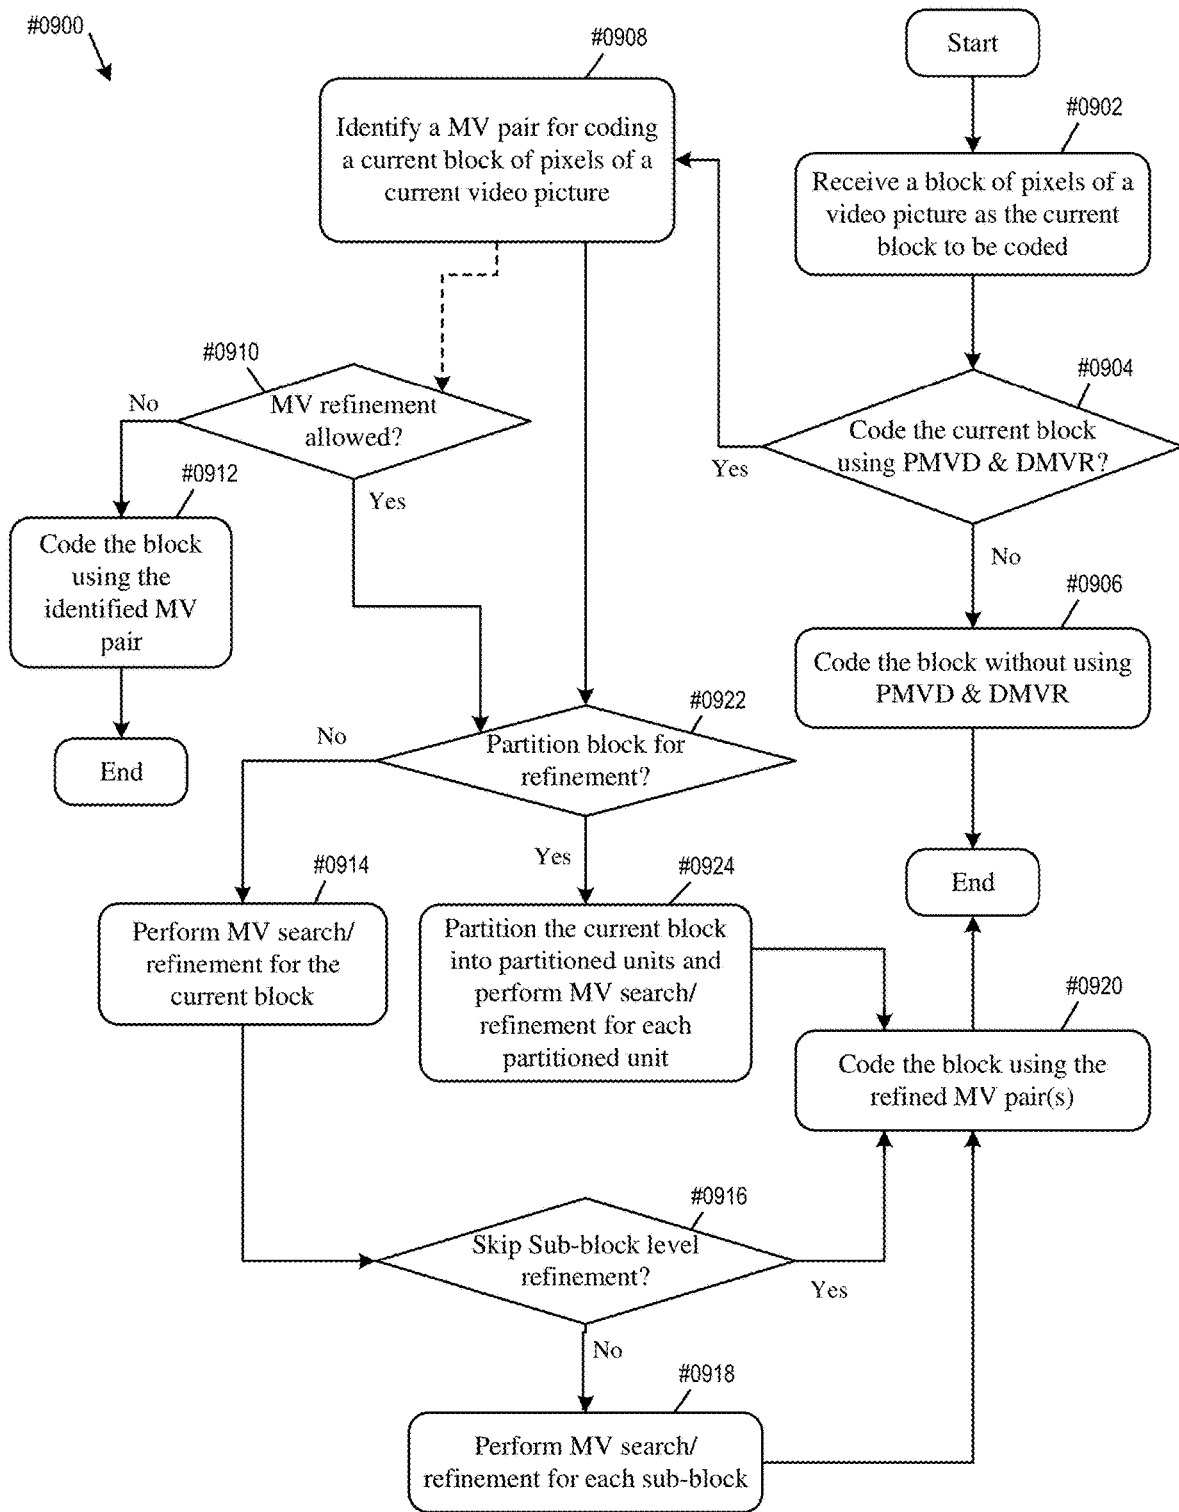 #0900
Start
#0902
Receive a block of pixels of a
video picture as the current
block to be coded
#0904
Code the current block
using PMVD & DMVR?
Yes
No
#0906
Code the block without using
PMVD & DMVR
End
#0908
Identify a MV pair for coding
a current block of pixels of a
current video picture
#0910
MV refinement
allowed?
No
Yes
#0912
Code the block
using the
identified MV
pair
End
#0922
Partition block for
refinement?
No
Yes
#0914
Perform MV search/
refinement for the
current block
#0924
Partition the current block
into partitioned units and
perform MV search/
refinement for each
partitioned unit
#0920
Code the block using the
refined MV pair(s)
#0916
Skip Sub-block level
refinement?
Yes
No
#0918
Perform MV search/
refinement for each sub-block